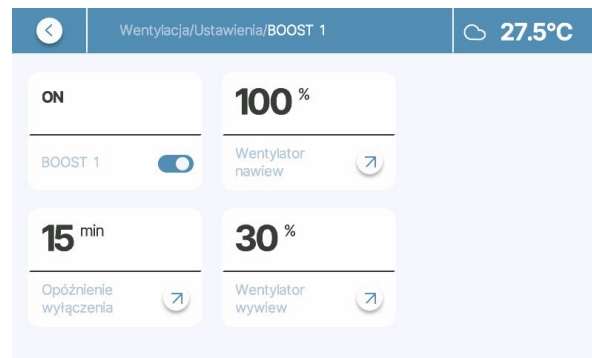 Wentylacja/Ustawienia/BOOST 1
27.5°C
ON
BOOST 1
100 %
Wentylator
nawiew
15 min
Opóźnienie
wyłączenia
30 %
Wentylator
wywiew